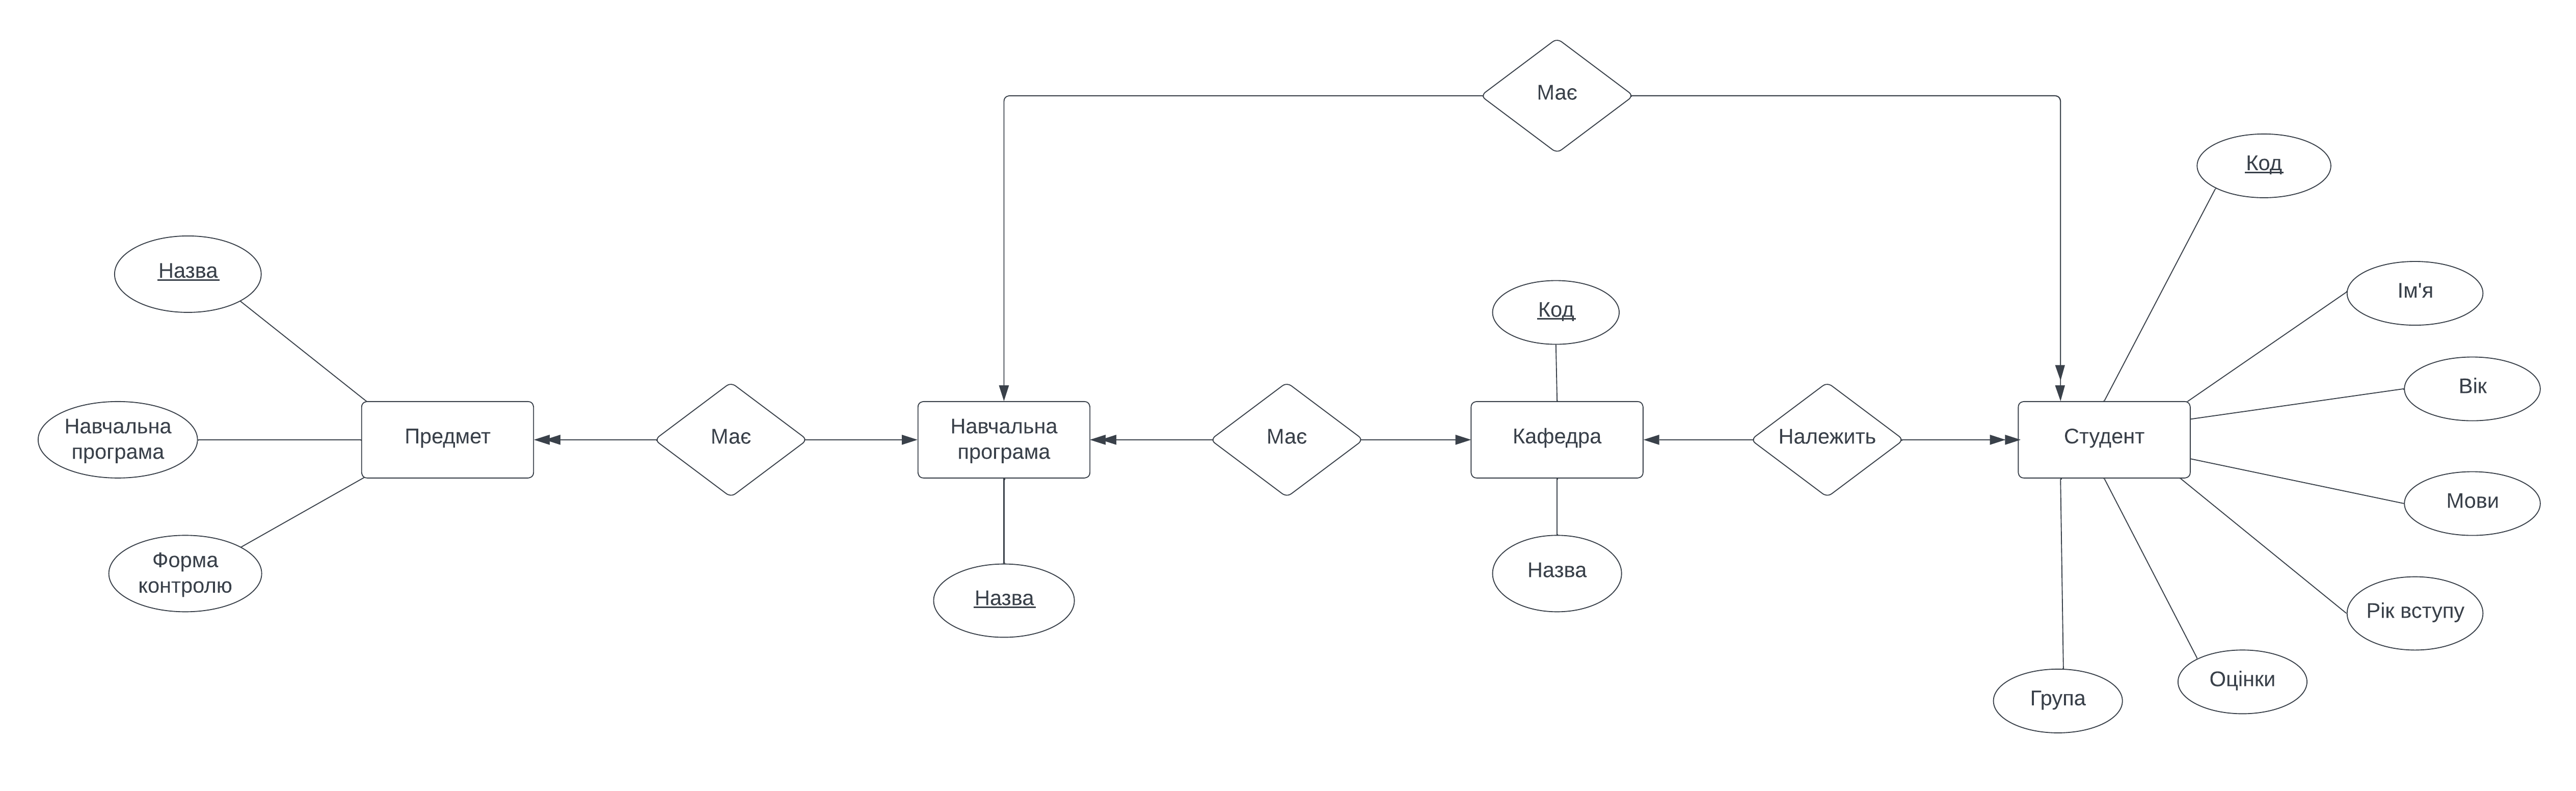 Має
Код
Назва
Ім'я
Код
Вік
Навчальна
програма
Предмет
Має
Навчальна
програма
Має
Кафедра
Належить
Студент
Мови
Форма
контролю
Назва
Назва
Рік вступу
Оцінки
Група